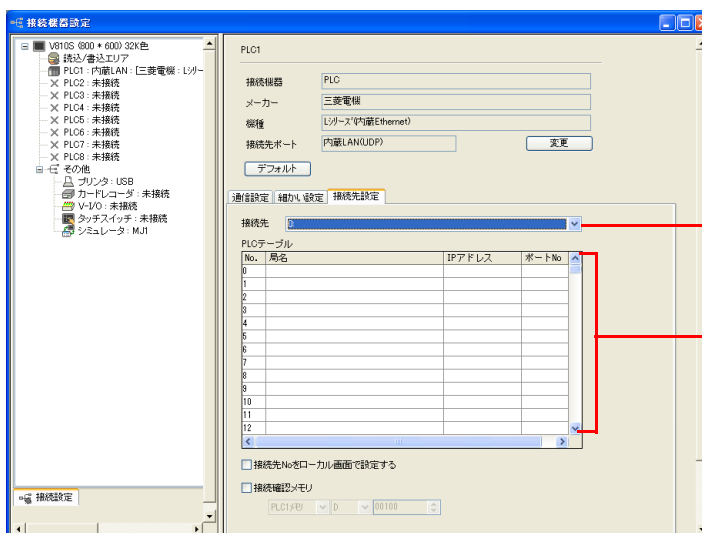 接続機器設定
V810S (800 * 600) 32K色
読込/書込エリア
PLC1 : 内蔵LAN : [三菱電機 : Lシリー
PLC2 : 未接続
PLC3 : 未接続
PLC4 : 未接続
PLC5 : 未接続
PLC6 : 未接続
PLC7 : 未接続
PLC8 : 未接続
その他
プリンタ : USB
カードレコーダ : 未接続
V-I/O : 未接続
タッチスイッチ : 未接続
シミュレータ : MJ1
接続設定
PLC1
接続機器 PLC
メーカー 三菱電機
機種 Lシリーズ(内蔵Ethernet)
接続先ポート 内蔵LAN(UDP) 変更
デフォルト
通信設定 細かい設定 接続先設定
接続先 0:
PLCテーブル
No. 局名 IPアドレス ポートNo
0
1
2
3
4
5
6
7
8
9
10
11
12
接続先Noをローカル画面で設定する
接続確認メモリ
PLC1メモリ D 00100